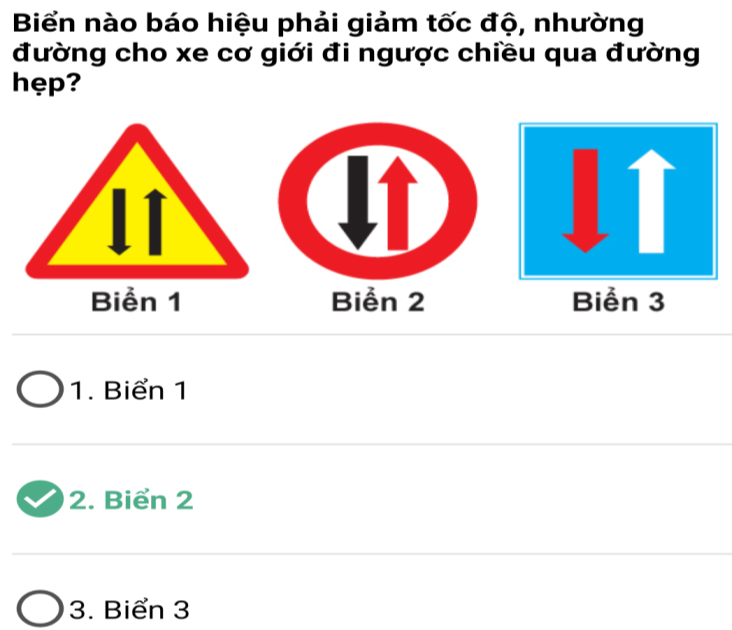 Biển nào báo hiệu phải giảm tốc độ, nhường
đường cho xe cơ giới đi ngược chiều qua đường
hẹp?
Biển 1
Biển 2
Biển 3
1. Biển 1
2. Biển 2
3. Biển 3